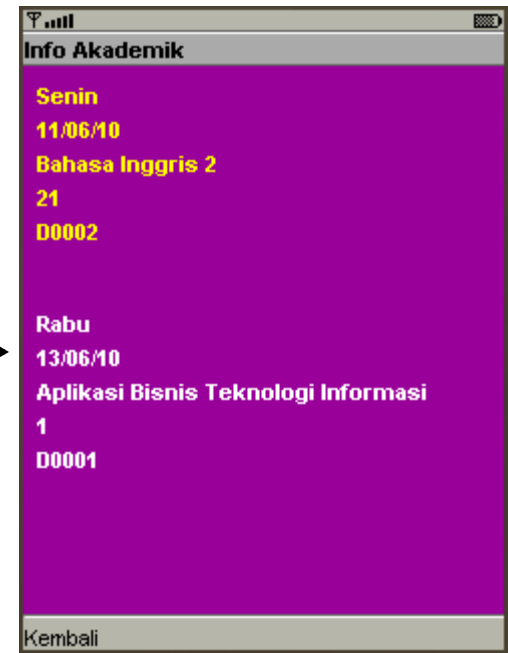 Info Akademik
Senin
11/06/10
Bahasa Inggris 2
21
D0002
Rabu
13/06/10
Aplikasi Bisnis Teknologi Informasi
1
D0001
Kembali